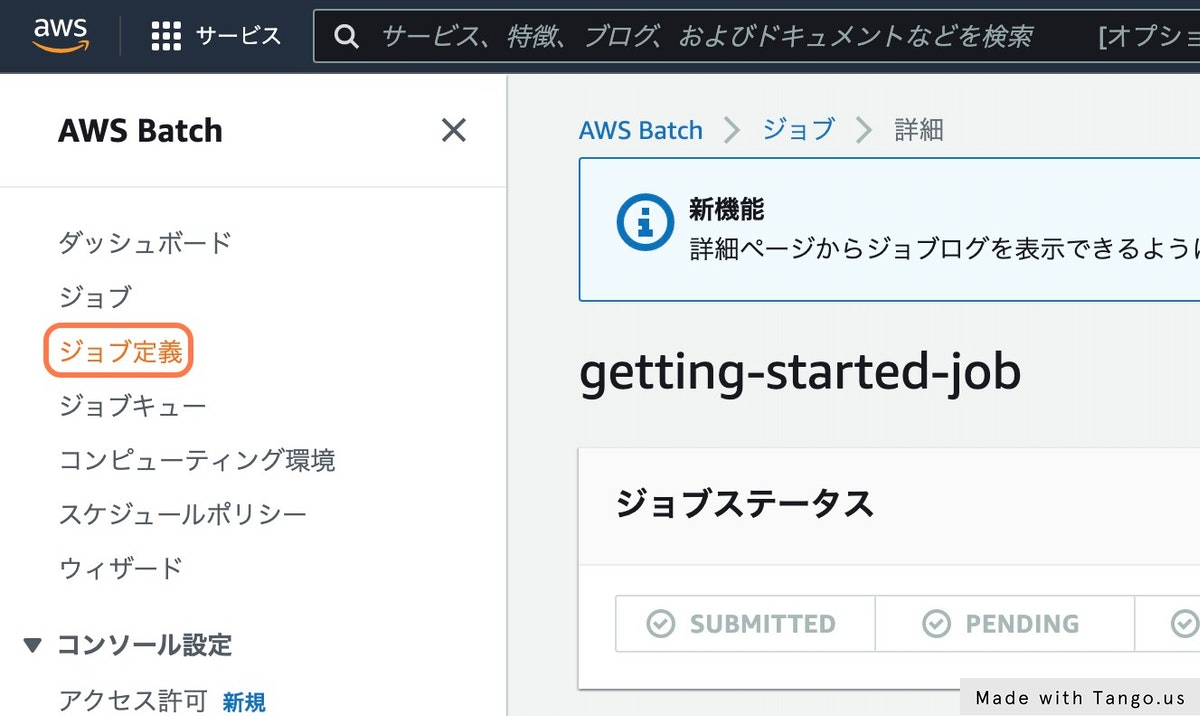 aws サービス サービス、特徴、ブログ、およびドキュメントなどを検索 [オプショ
AWS Batch
ダッシュボード
ジョブ
ジョブ定義
ジョブキュー
コンピューティング環境
スケジュールポリシー
ウィザード
コンソール設定
アクセス許可 新規
AWS Batch ジョブ 詳細
新機能
詳細ページからジョブログを表示できるように
getting-started-job
ジョブステータス
SUBMITTED PENDING
Made with Tango.us